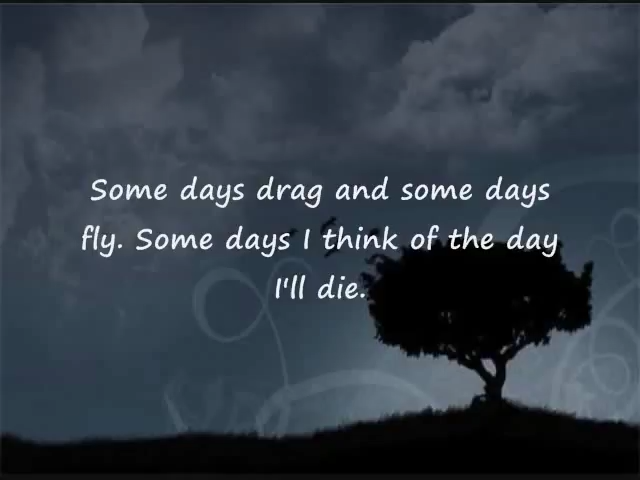 Some days drag and some days
fly. Some days I think of the day
I'll die.